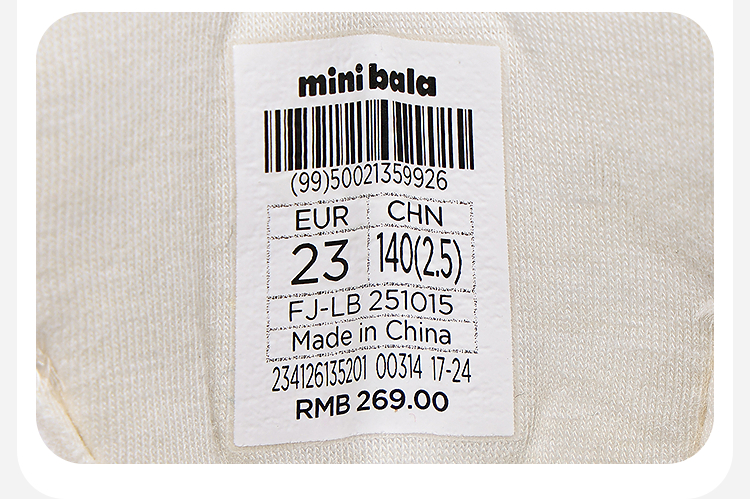 mini bala
(99)50021359926
EUR CHN
23 140(2.5)
FJ-LB 251015
Made in China
234126135201 00314 17-24
RMB 269.00